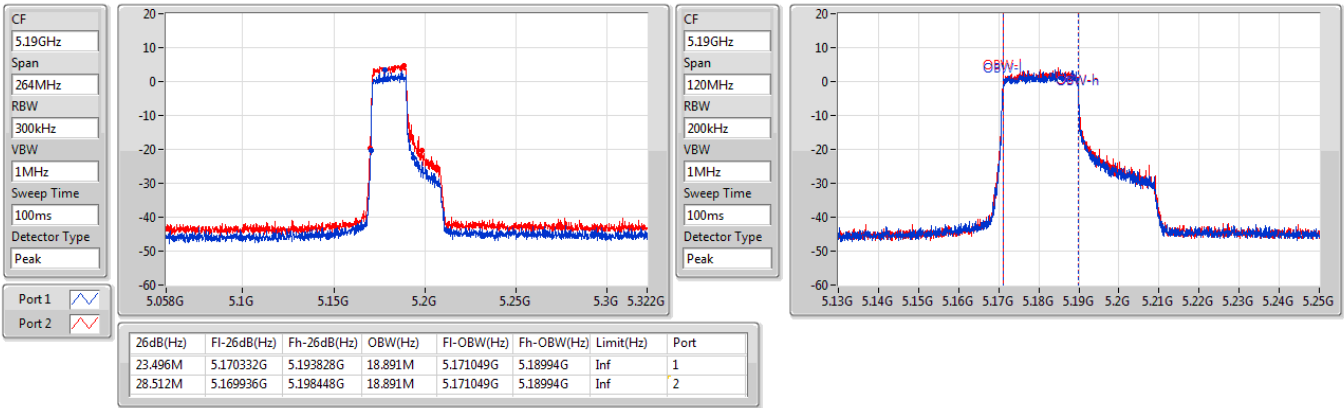 CF
5.19GHz
Span
264MHz
RBW
300kHz
VBW
1MHz
Sweep Time
100ms
Detector Type
Peak
Port 1
Port 2
20
10
0
-10
-20
-30
-40
-50
-60
5.058G 5.1G 5.15G 5.2G 5.25G 5.3G 5.322G
CF
5.19GHz
Span
120MHz
RBW
200kHz
VBW
1MHz
Sweep Time
100ms
Detector Type
Peak
20
10
0
-10
-20
-30
-40
-50
-60
OBW-l
OBW-h
5.13G 5.14G 5.15G 5.16G 5.17G 5.18G 5.19G 5.2G 5.21G 5.22G 5.23G 5.24G 5.25G
26dB(Hz) Fl-26dB(Hz) Fh-26dB(Hz) OBW(Hz) Fl-OBW(Hz) Fh-OBW(Hz) Limit(Hz) Port
23.496M 5.170332G 5.193828G 18.891M 5.171049G 5.18994G Inf 1
28.512M 5.169936G 5.198448G 18.891M 5.171049G 5.18994G Inf 2